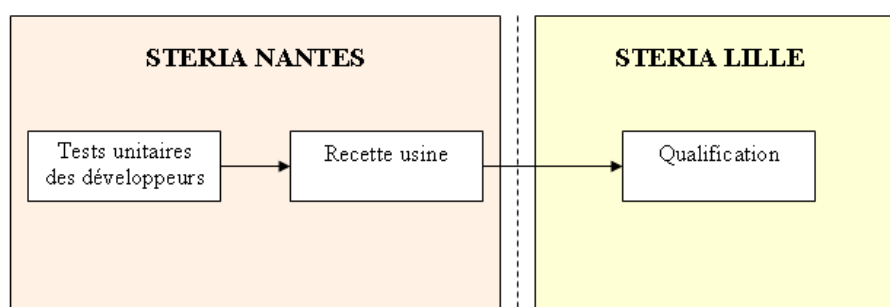 STERIA NANTES
STERIA LILLE
Tests unitaires
des développeurs
Recette usine
Qualification